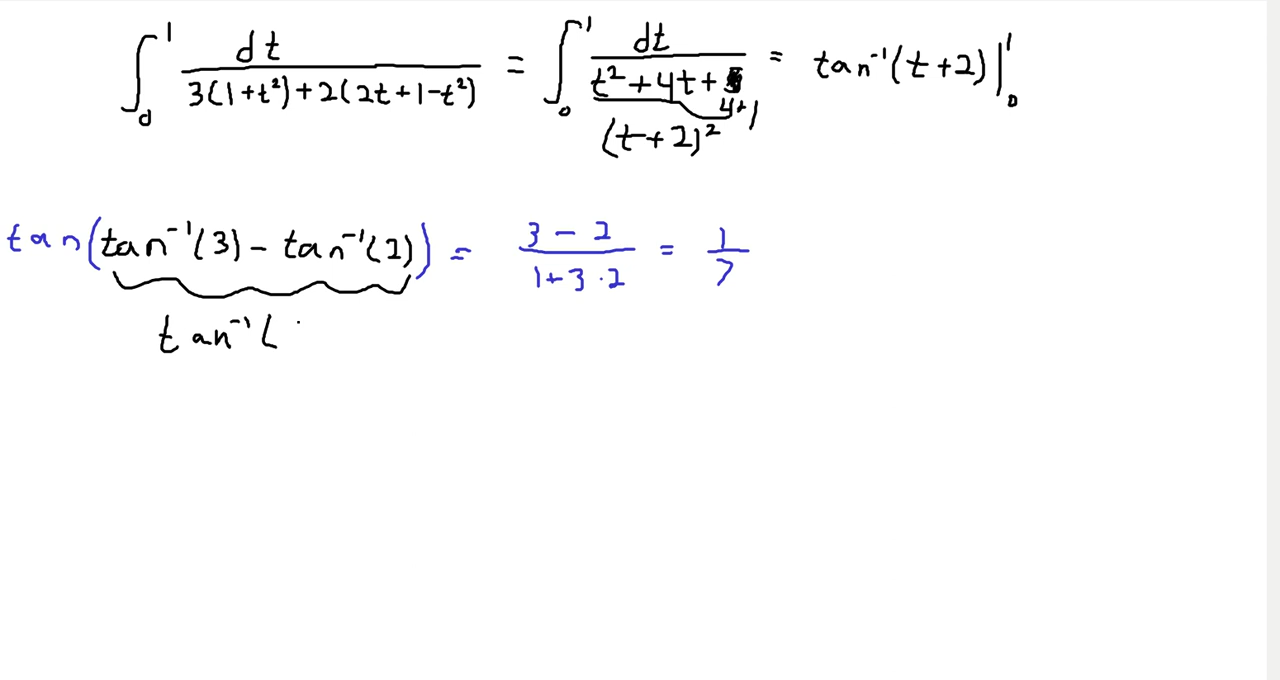 ∫₀¹ dt / (3(1+t²)+2(2t+1-t²)) = ∫₀¹ dt / (t²+4t+5) = tan⁻¹(t+2)|₀¹
4+1
(t+2)²
tan(tan⁻¹(3) - tan⁻¹(2)) = (3-2) / (1+3·2) = 1/7
tan⁻¹(